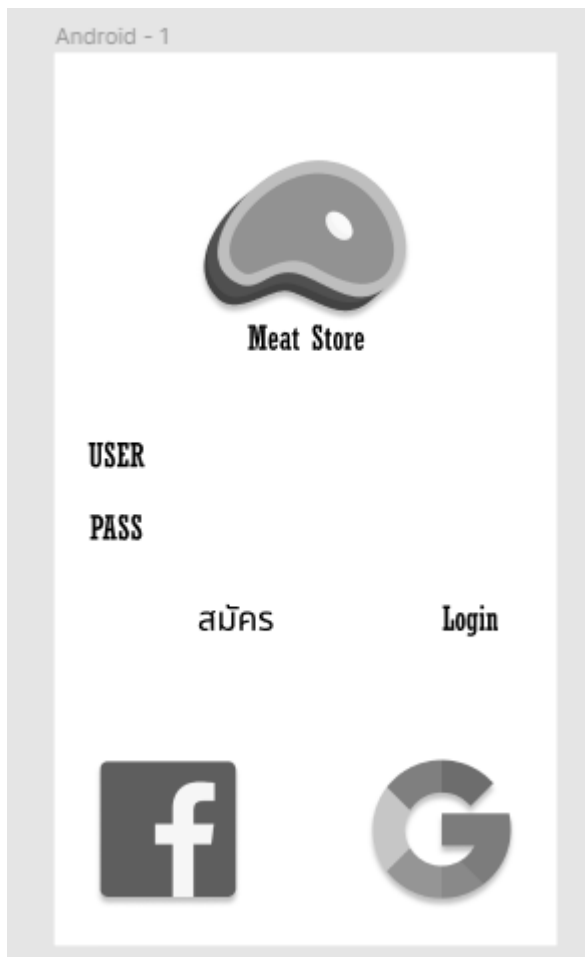 Android - 1
Meat Store
USER
PASS
สมัคร Login
f G